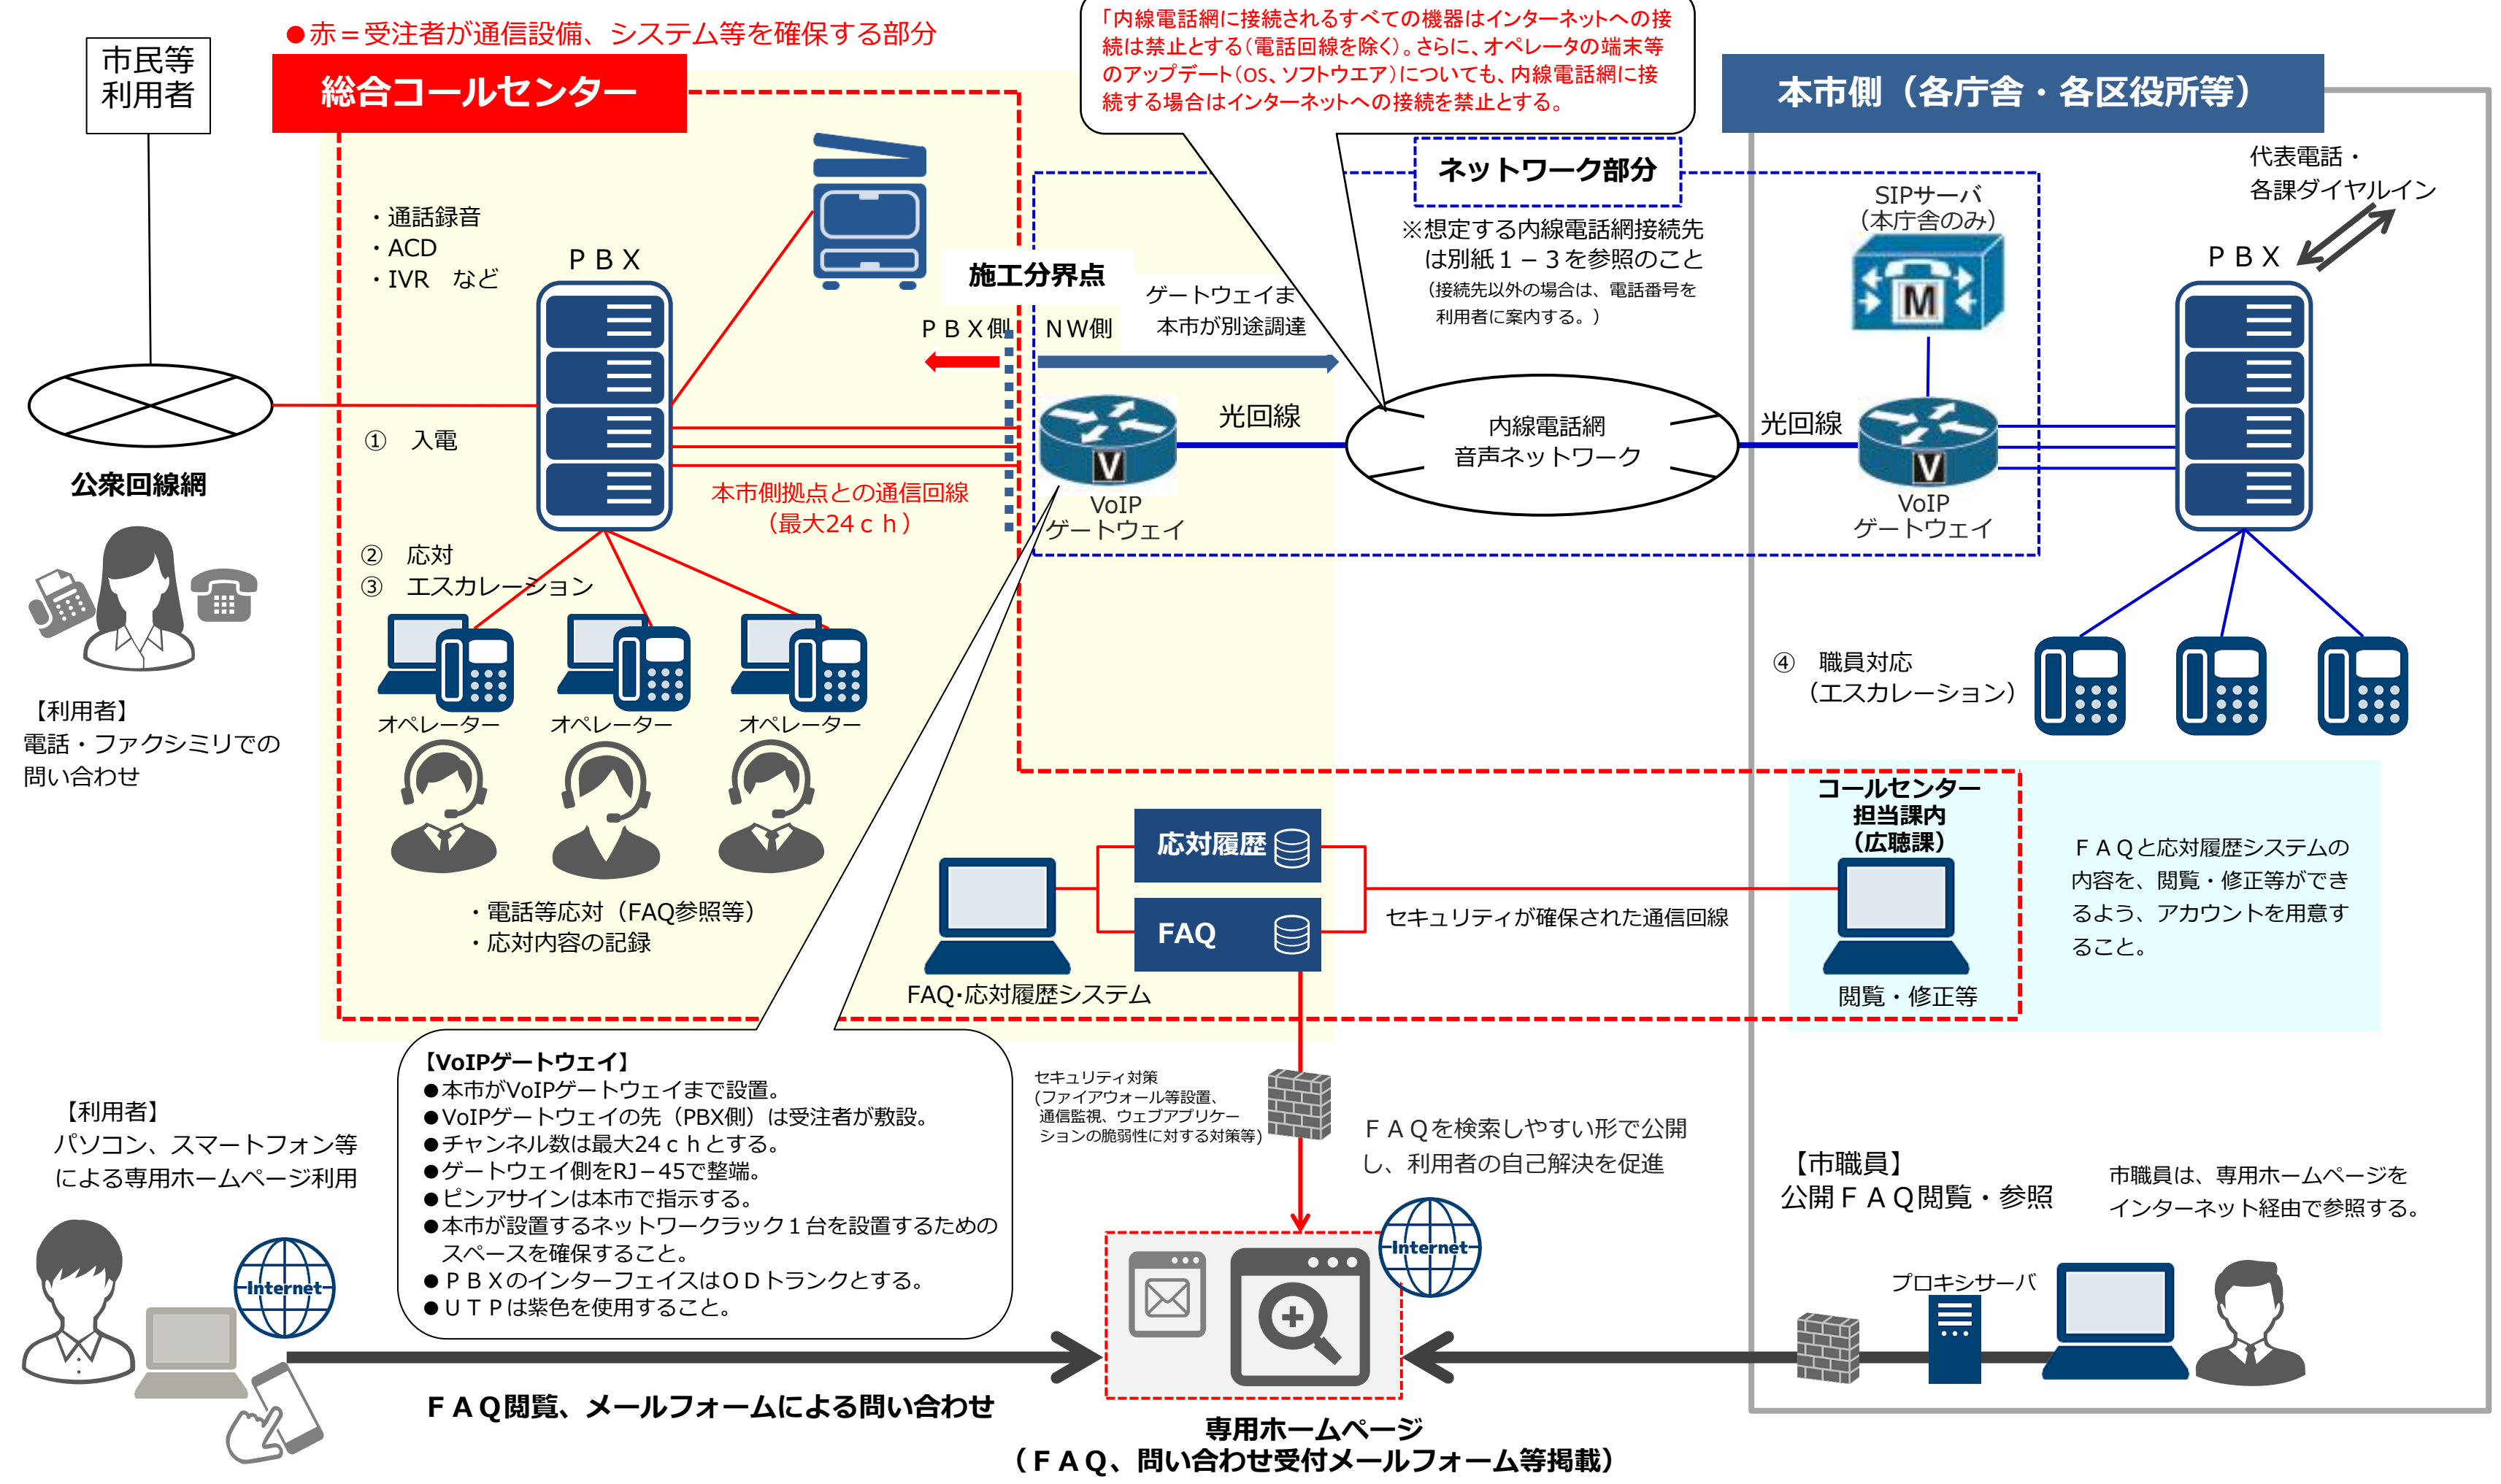 ●赤＝受注者が通信設備、システム等を確保する部分
市民等
利用者
総合コールセンター
「内線電話網に接続されるすべての機器はインターネットへの接
続は禁止とする（電話回線を除く）。さらに、オペレータの端末等
のアップデート（OS、ソフトウエア）についても、内線電話網に接
続する場合はインターネットへの接続を禁止とする。
本市側（各庁舎・各区役所等）
ネットワーク部分
代表電話・
各課ダイヤルイン
・通話録音
・ACD
・IVR　など
ＰＢＸ
施工分界点
ＰＢＸ側
ＮＷ側
ゲートウェイま
本市が別途調達
※想定する内線電話網接続先
は別紙１－３を参照のこと
（接続先以外の場合は、電話番号を
利用者に案内する。）
SIPサーバ
（本庁舎のみ）
M
ＰＢＸ
公衆回線網
①　入電
本市側拠点との通信回線
（最大24ｃｈ）
V
VoIP
ゲートウェイ
光回線
内線電話網
音声ネットワーク
光回線
V
VoIP
ゲートウェイ
②　応対
③　エスカレーション
オペレーター
オペレーター
オペレーター
④　職員対応
（エスカレーション）
【利用者】
電話・ファクシミリでの
問い合わせ
・電話等応対（FAQ参照等）
・応対内容の記録
応対履歴
FAQ
FAQ・応対履歴システム
セキュリティが確保された通信回線
コールセンター
担当課内
（広聴課）
閲覧・修正等
ＦＡＱと応対履歴システムの
内容を、閲覧・修正等ができ
るよう、アカウントを用意す
ること。
【VoIPゲートウェイ】
●本市がVoIPゲートウェイまで設置。
●VoIPゲートウェイの先（PBX側）は受注者が敷設。
●チャンネル数は最大24ｃｈとする。
●ゲートウェイ側をRJ－45で整端。
●ピンアサインは本市で指示する。
●本市が設置するネットワークラック１台を設置するための
スペースを確保すること。
●ＰＢＸのインターフェイスはＯＤトランクとする。
●ＵＴＰは紫色を使用すること。
セキュリティ対策
(ファイアウォール等設置、
通信監視、ウェブアプリケー
ションの脆弱性に対する対策等)
ＦＡＱを検索しやすい形で公開
し、利用者の自己解決を促進
【利用者】
パソコン、スマートフォン等
による専用ホームページ利用
Internet
Internet
【市職員】
公開ＦＡＱ閲覧・参照
市職員は、専用ホームページを
インターネット経由で参照する。
プロキシサーバ
ＦＡＱ閲覧、メールフォームによる問い合わせ
専用ホームページ
（ＦＡＱ、問い合わせ受付メールフォーム等掲載）